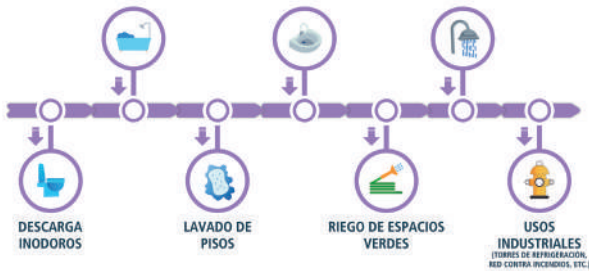 DESCARGA
INODOROS
LAVADO DE
PISOS
RIEGO DE ESPACIOS
VERDES
USOS
INDUSTRIALES
(TORRES DE REFRIGERACIÓN,
RED CONTRA INCENDIOS, ETC.)